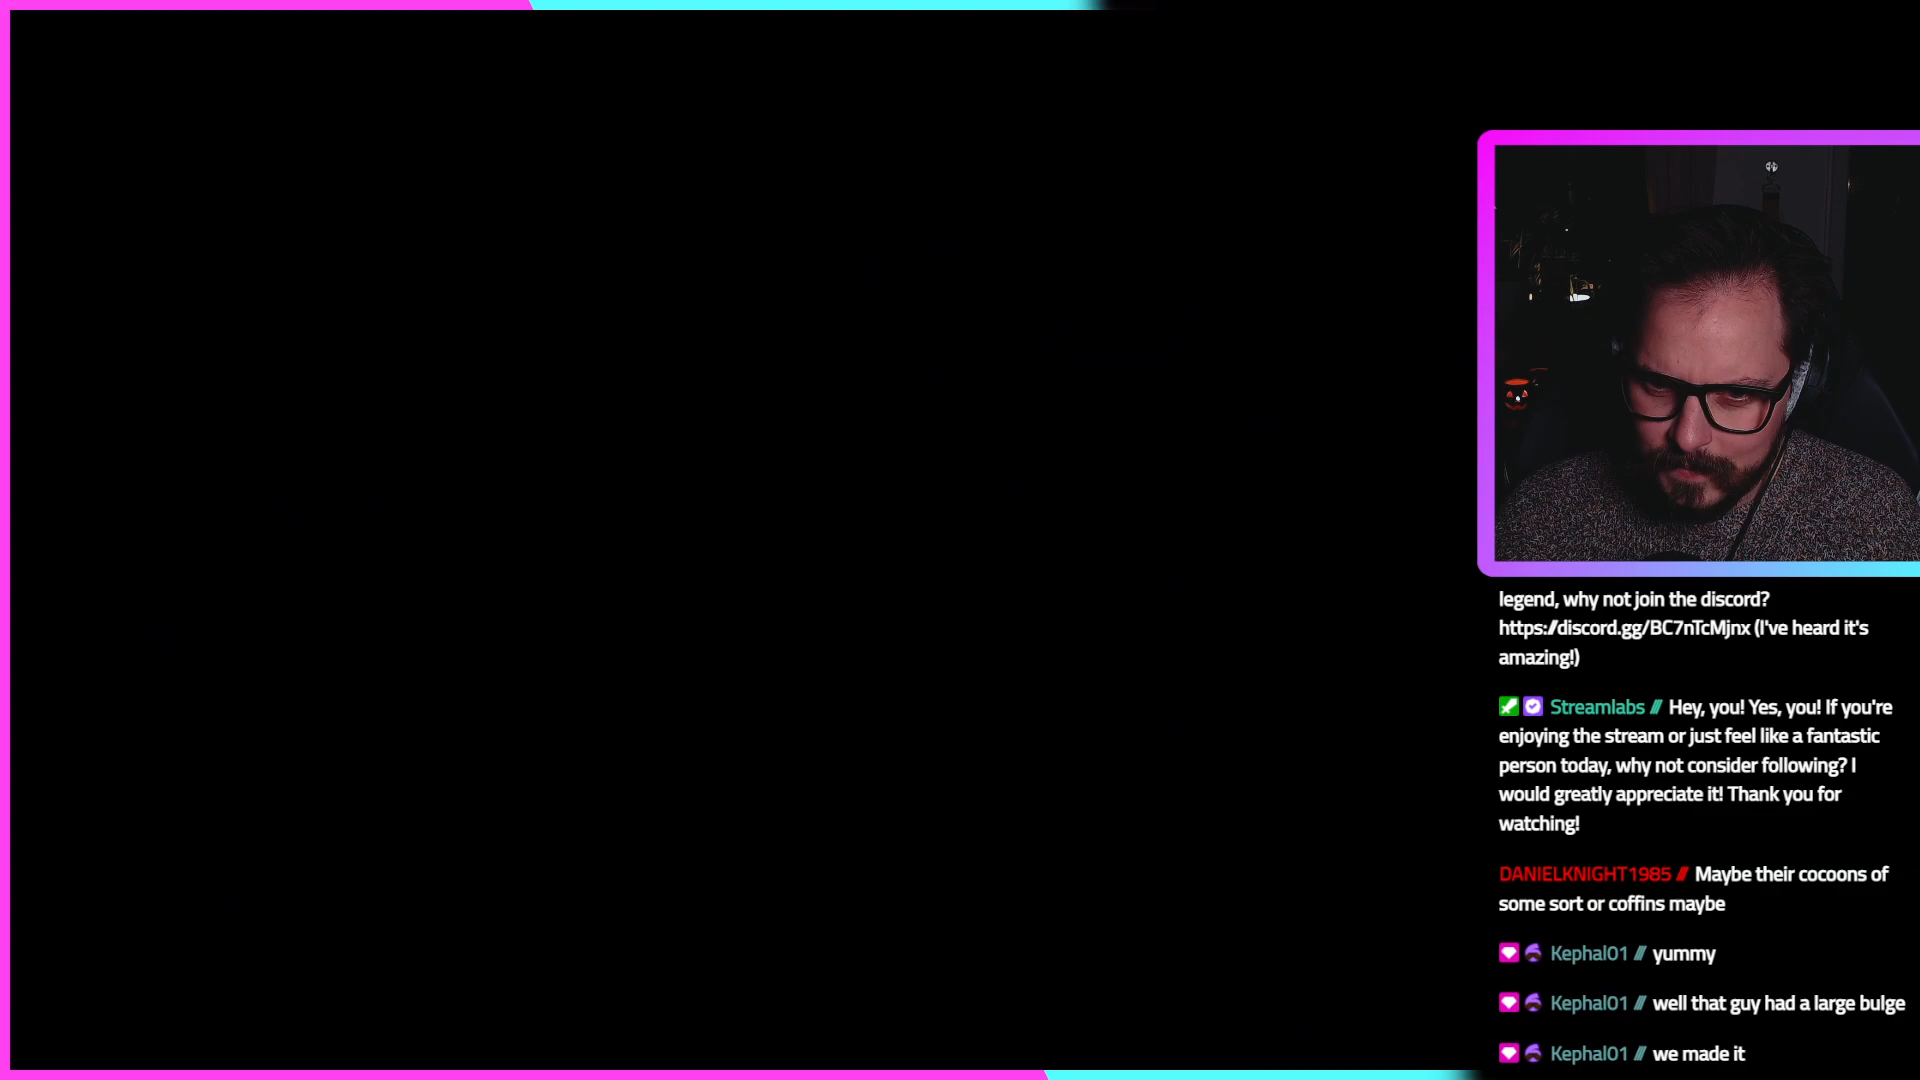 legend, why not join the discord?
https://discord.gg/BC7nTcMjnx (I've heard it's
amazing!)
Streamlabs // Hey, you! Yes, you! If you're
enjoying the stream or just feel like a fantastic
person today, why not consider following? I
would greatly appreciate it! Thank you for
watching!
DANIELKNIGHT1985 // Maybe their cocoons of
some sort or coffins maybe
Kephal01 // yummy
Kephal01 // well that guy had a large bulge
Kephal01 // we made it